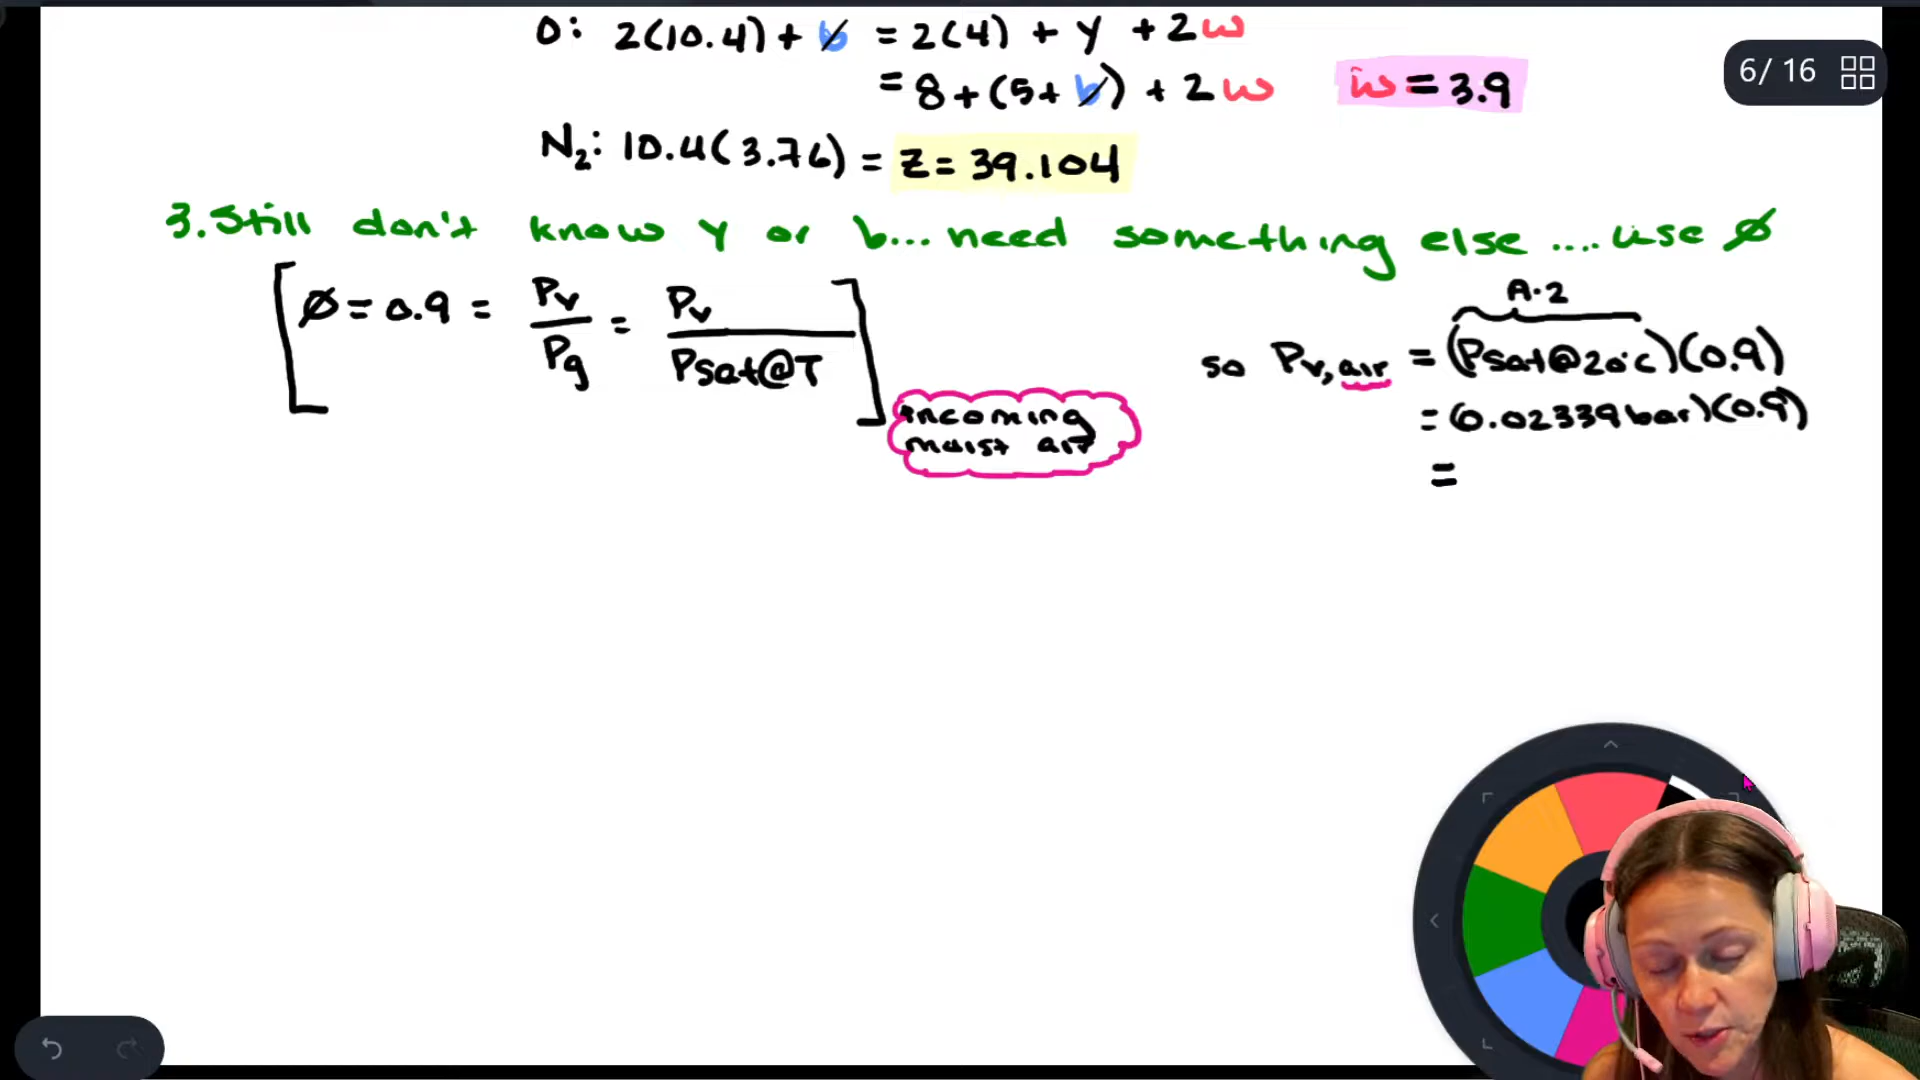 O: 2(10.4) + b = 2(4) + y + 2w
= 8 + (5 + b) + 2w
w = 3.9
6/ 16
N2: 10.4(3.76) = z = 39.104
3. Still don't know y or b... need something else .... use ø
[ø = 0.9 = Pv/Pg = Pv/Psat@T]
incoming
moist air
A-2
so Pv,air = (Psat@20°C)(0.9)
= (0.02339 bar)(0.9)
=